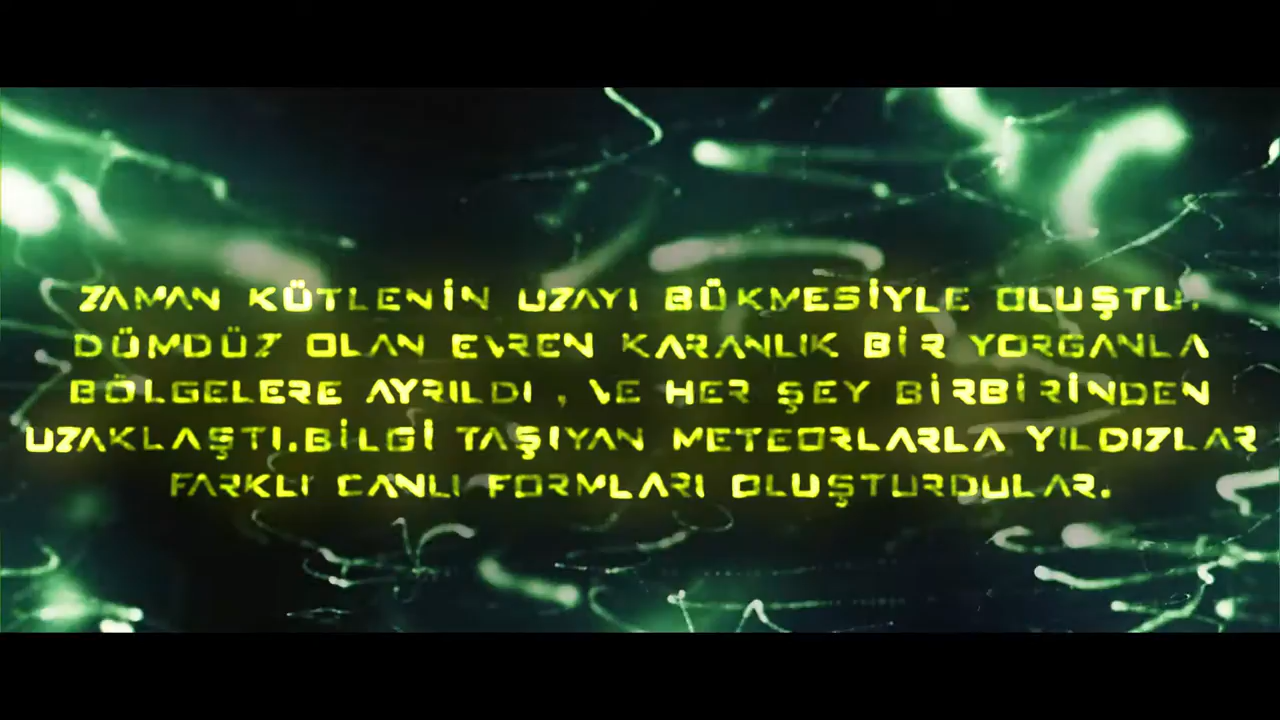 ZAMAN KÜTLENİN UZAYI BÜKMESİYLE OLUŞTU.
DÜMDÜZ OLAN EVREN KARANLIK BİR YORGANLA
BÖLGELERE AYRILDI , VE HER ŞEY BİRBİRİNDEN
UZAKLAŞTI.BİLGİ TAŞIYAN METEORLARLA YILDIZLAR
FARKLI CANLI FORMLARI OLUŞTURDULAR.